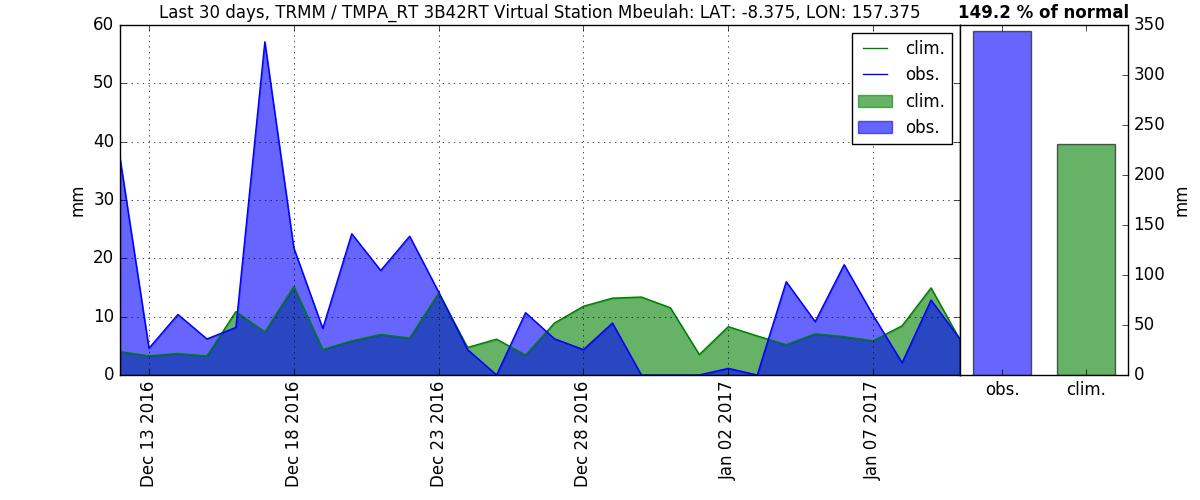 Last 30 days, TRMM / TMPA_RT 3B42RT Virtual Station Mbeulah: LAT: -8.375, LON: 157.375
149.2 % of normal
60
50
40
30
20
10
0
mm
clim.
obs.
clim.
obs.
350
300
250
200
150
100
50
0
mm
obs.
clim.
Dec 13 2016
Dec 18 2016
Dec 23 2016
Dec 28 2016
Jan 02 2017
Jan 07 2017